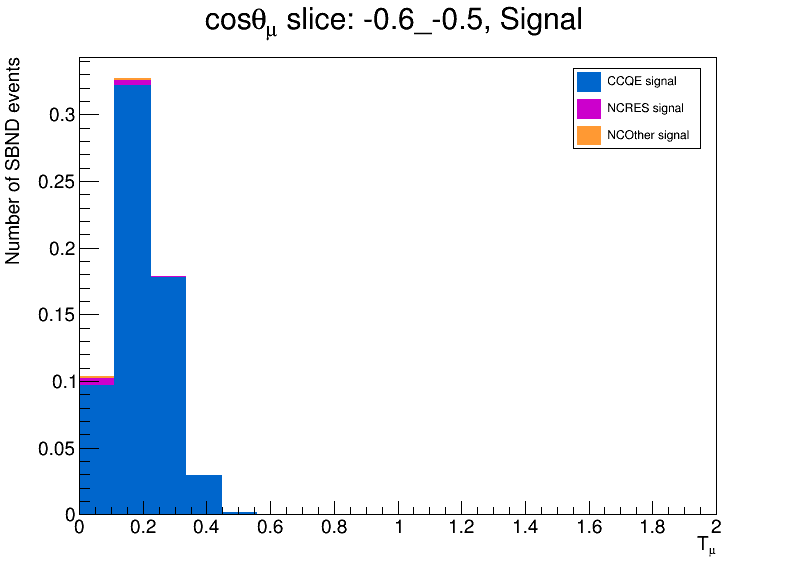 cosθμ slice: -0.6_-0.5, Signal
Number of SBND events
CCQE signal
NCRES signal
NCOther signal
0.3
0.25
0.2
0.15
0.1
0.05
0
0 0.2 0.4 0.6 0.8 1 1.2 1.4 1.6 1.8 2
Tμ